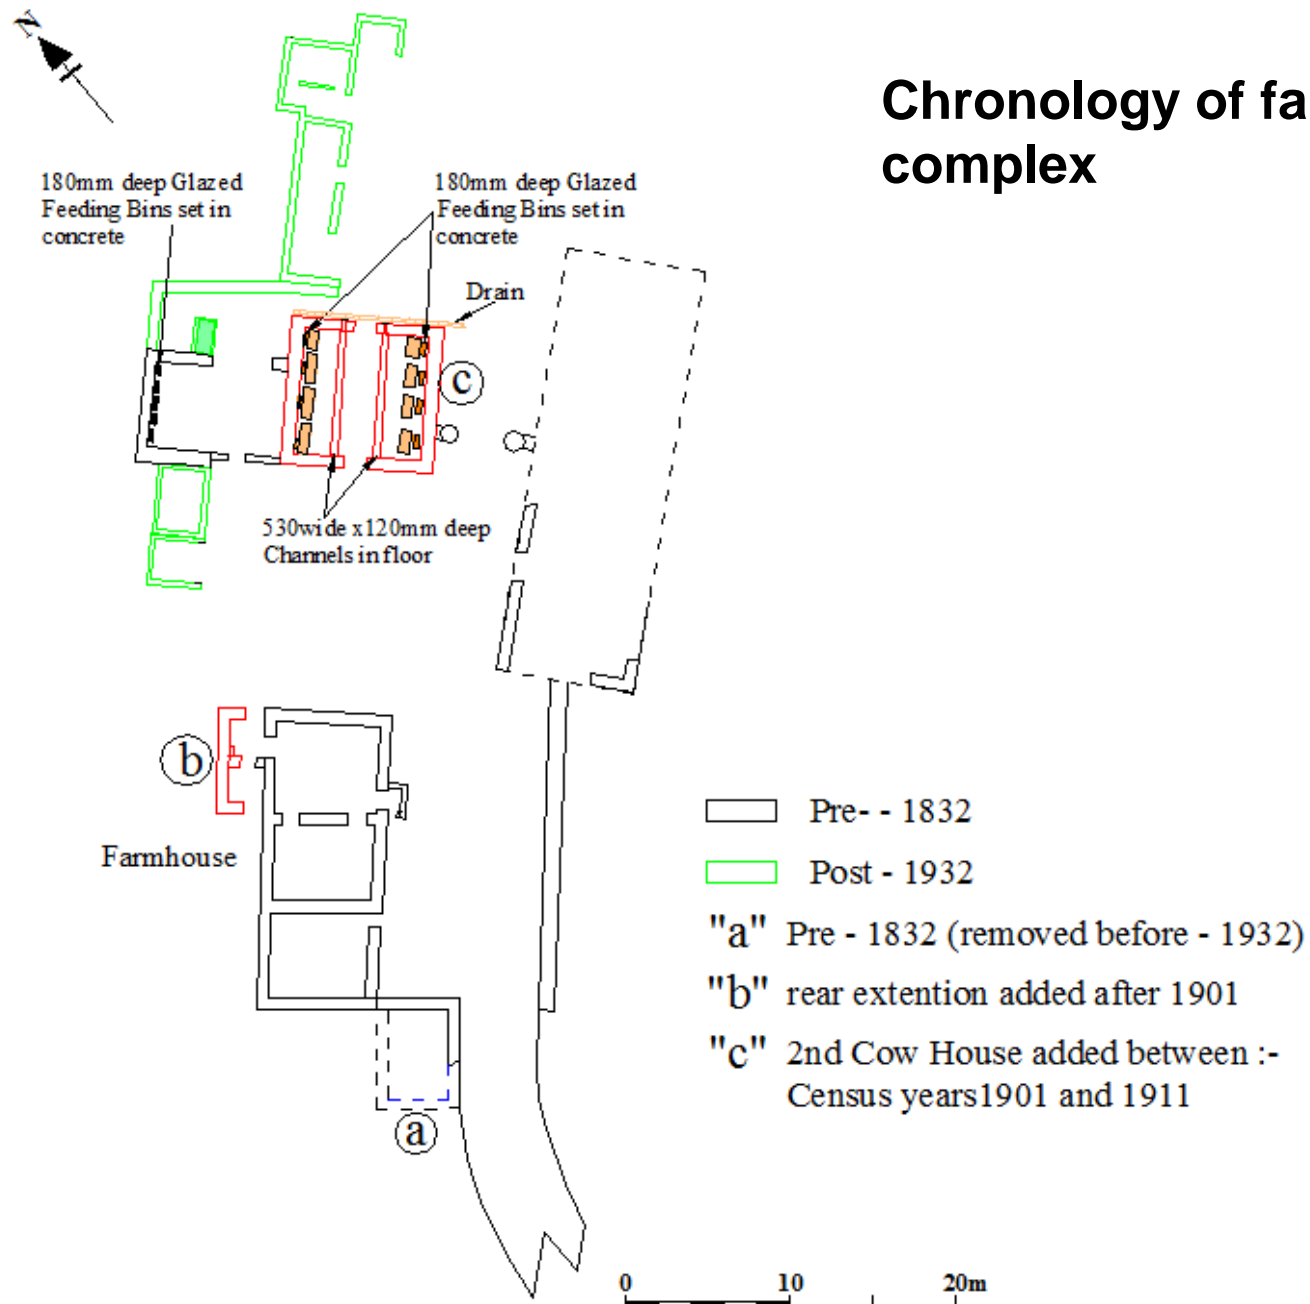 N
Chronology of fa
complex
180mm deep Glazed
Feeding Bins set in
concrete
180mm deep Glazed
Feeding Bins set in
concrete
Drain
c
530wide x120mm deep
Channels in floor
b
Farmhouse
a
Pre- - 1832
Post - 1932
"a" Pre - 1832 (removed before - 1932)
"b" rear extention added after 1901
"c" 2nd Cow House added between :-
Census years1901 and 1911
0 10 20m